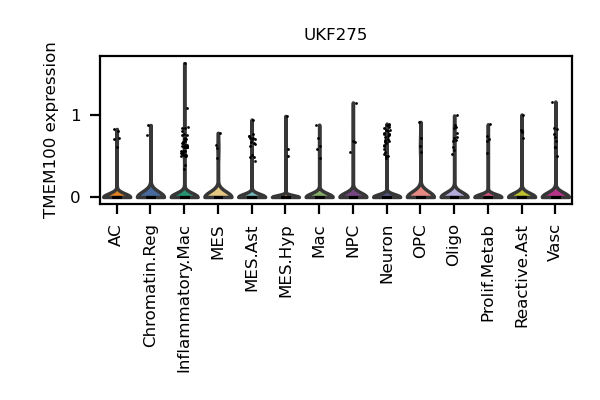 UKF275
TMEM100 expression
1
0
AC
Chromatin.Reg
Inflammatory.Mac
MES
MES.Ast
MES.Hyp
Mac
NPC
Neuron
OPC
Oligo
Prolif.Metab
Reactive.Ast
Vasc